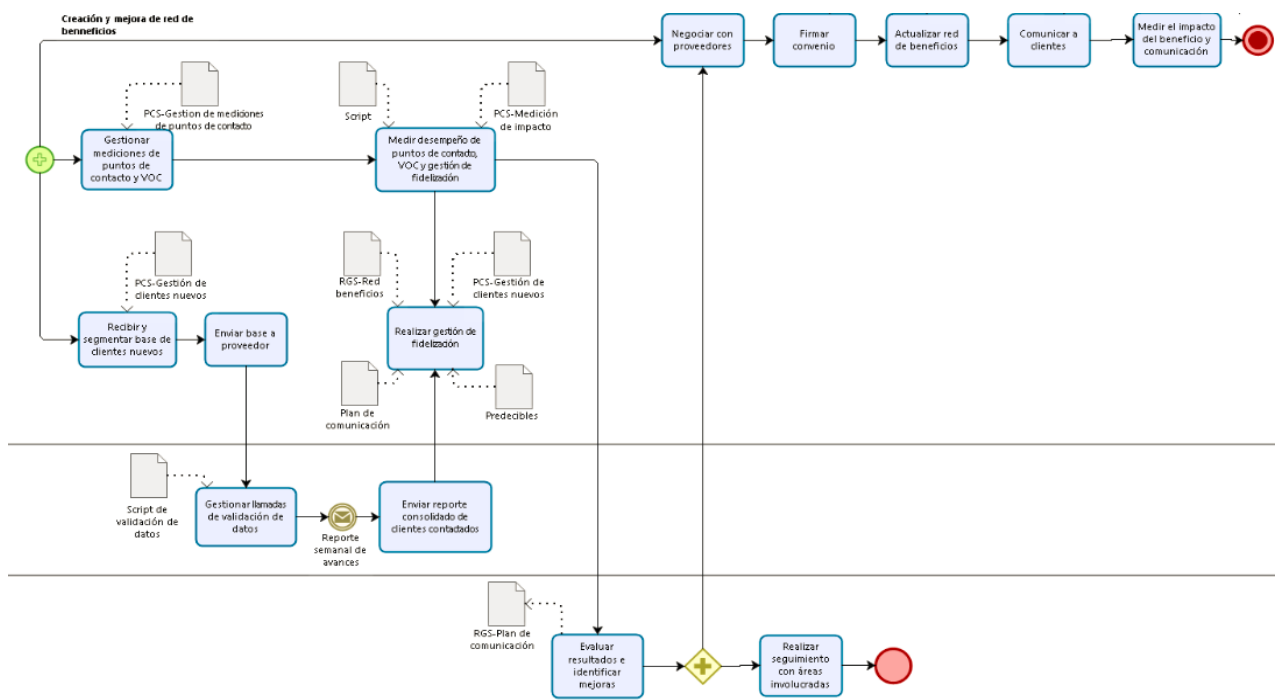 Creación y mejora de red de
benneficios
Negociar con
proveedores
Firmar
convenio
Actualizar red
de beneficios
Comunicar a
clientes
Medir el impacto
del beneficio y
comunicación
PCS-Gestion de mediciones
de puntos de contacto
Script
PCS-Medición
de impacto
Gestionar
mediciones de
puntos de
contacto y VOC
Medir desempeño de
puntos de contacto,
VOC y gestión de
fidelización
PCS-Gestión de
clientes nuevos
RGS-Red
beneficios
PCS-Gestión de
clientes nuevos
Recibir y
segmentar base de
clientes nuevos
Enviar base a
proveedor
Realizar gestión de
fidelización
Plan de
comunicación
Predecibles
Script de
validación de
datos
Gestionar llamadas
de validación de
datos
Reporte
semanal de
avances
Enviar reporte
consolidado de
clientes contactados
RGS-Plan de
comunicación
Evaluar
resultados e
identificar
mejoras
Realizar
seguimiento
con áreas
involucradas